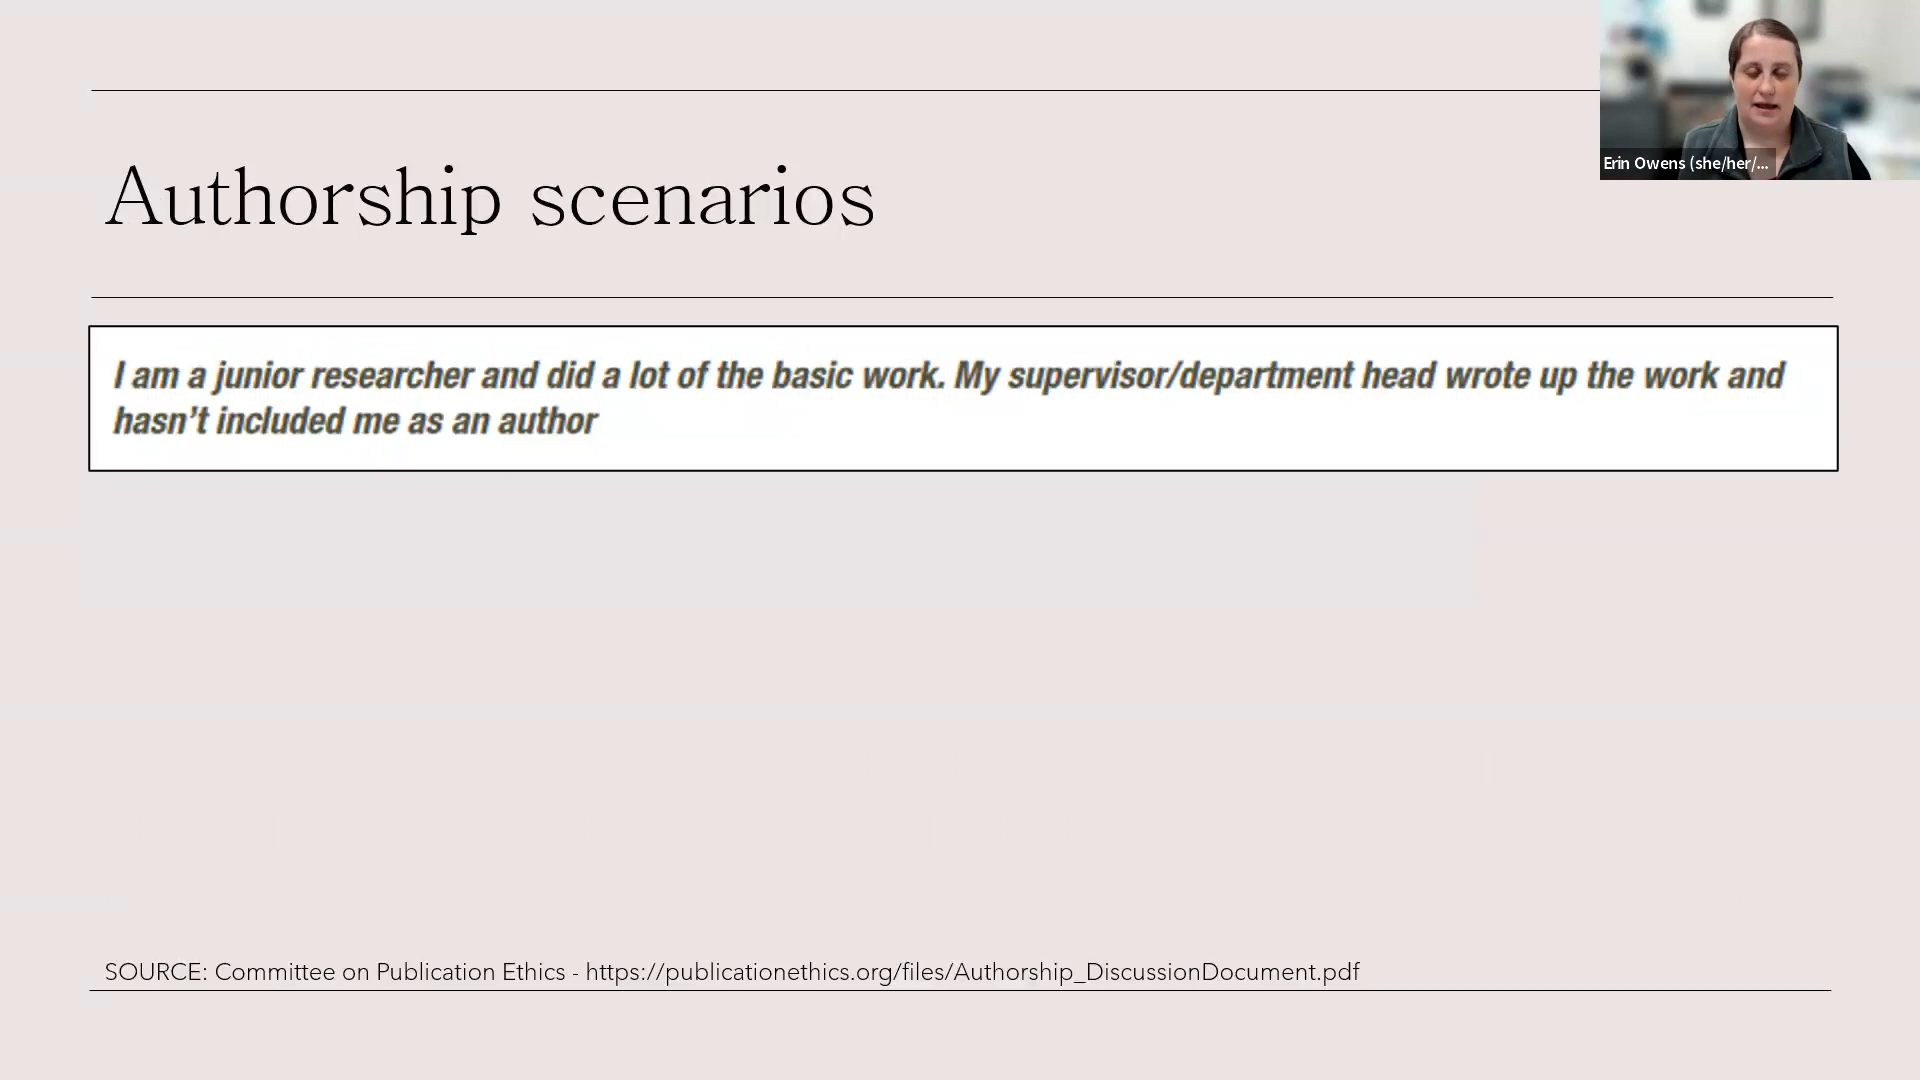 Authorship scenarios
Erin Owens (she/her/...
I am a junior researcher and did a lot of the basic work. My supervisor/department head wrote up the work and
hasn't included me as an author
SOURCE: Committee on Publication Ethics - https://publicationethics.org/files/Authorship_DiscussionDocument.pdf